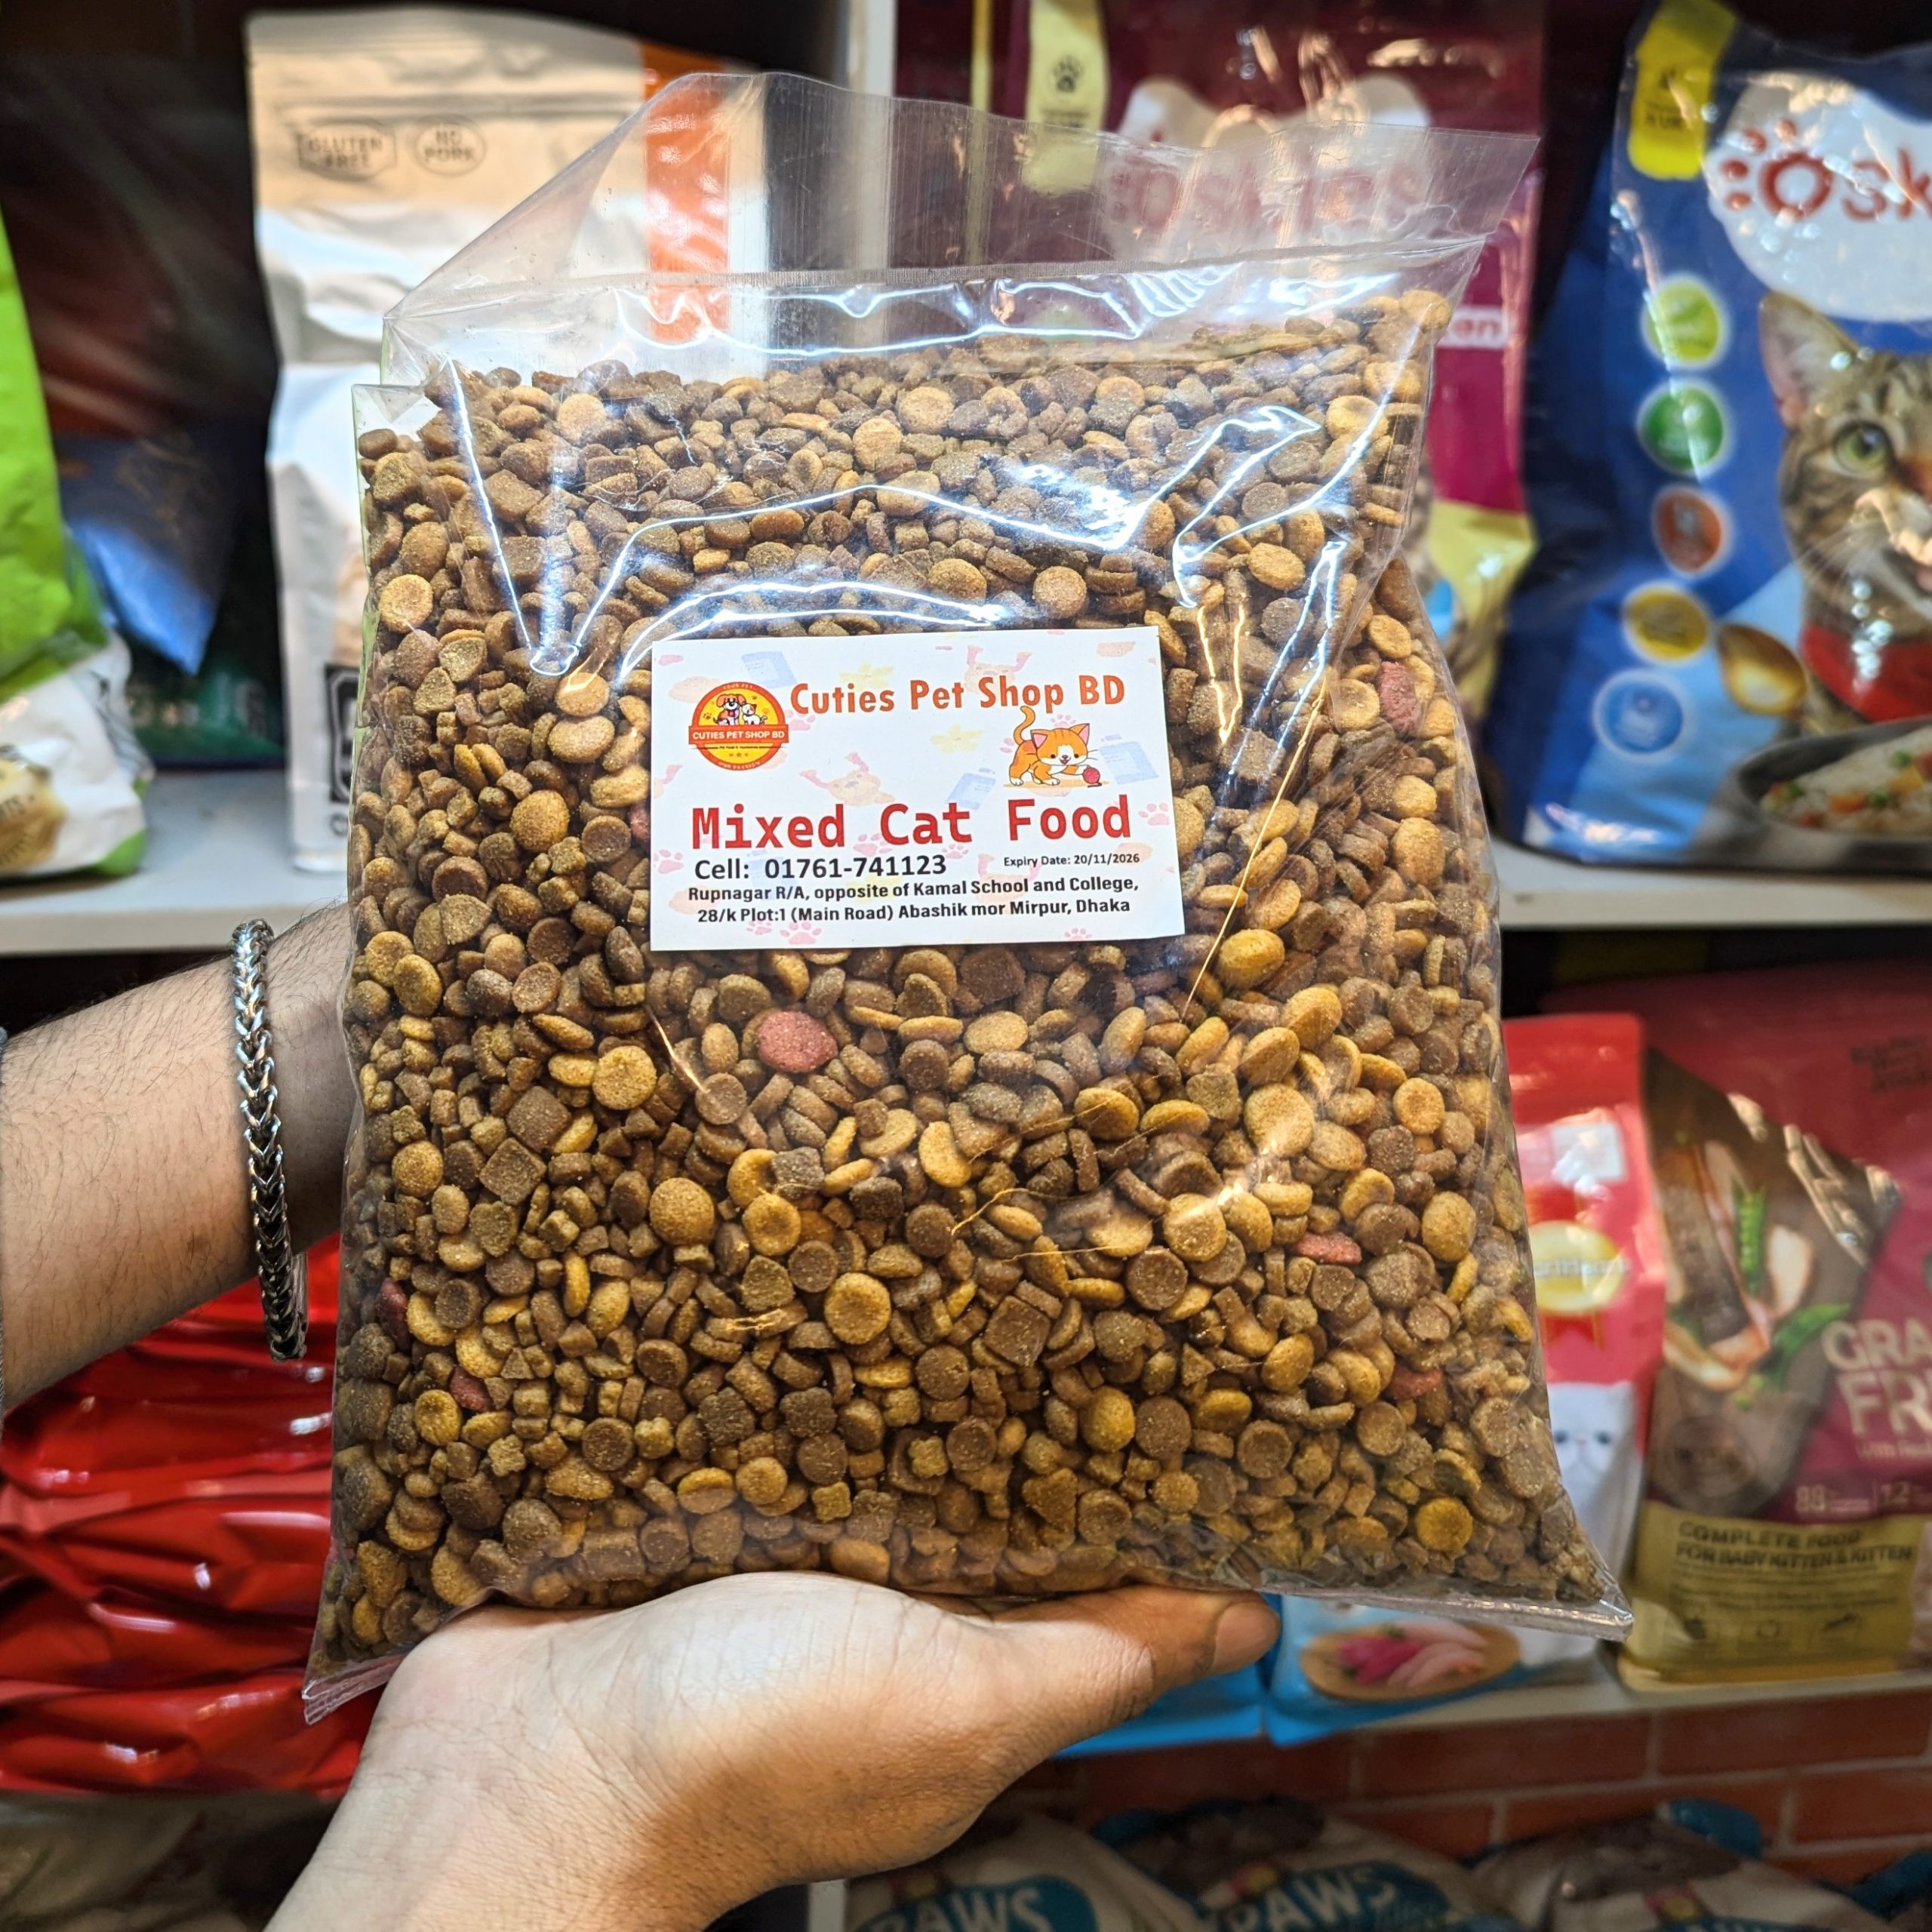 GLUTEN
FREE
NO
PORK
Cuties Pet Shop BD
CUTIES PET SHOP BD
Mixed Cat Food
Cell: 01761-741123
Expiry Date: 20/11/2026
Rupnagar R/A, opposite of Kamal School and College,
28/k Plot:1 (Main Road) Abashik mor Mirpur, Dhaka
COMPLETE FOOD
FOR BABY KITTEN & KITTEN
PAWS
PAWS